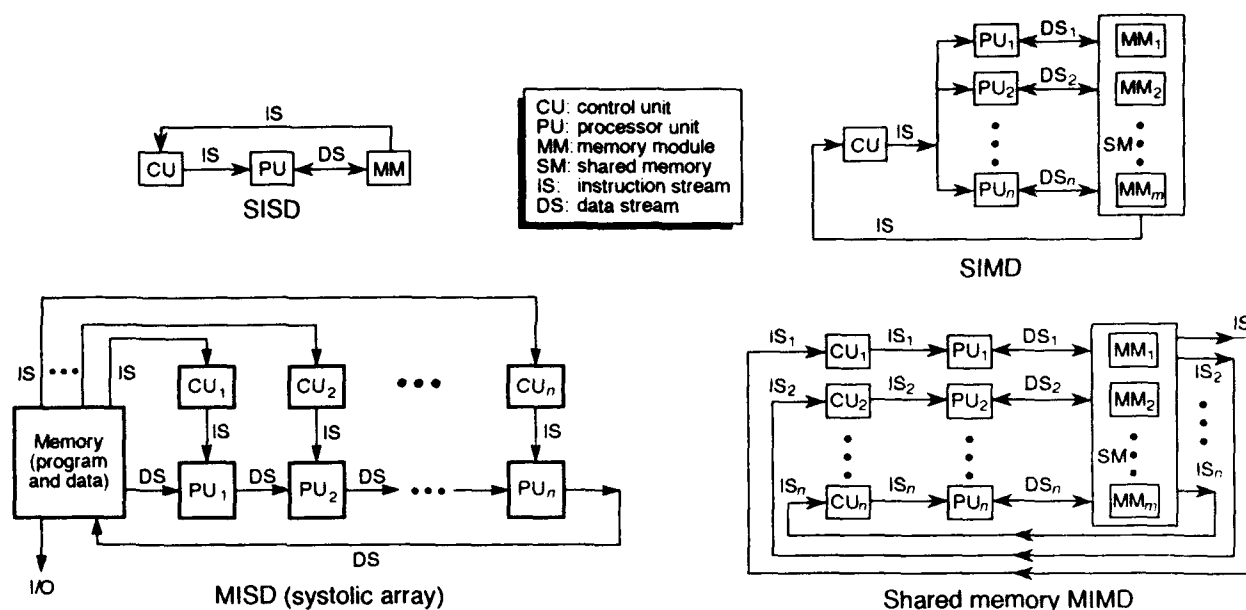 IS
CU
IS
PU
DS
MM
SISD
CU: control unit
PU: processor unit
MM: memory module
SM: shared memory
IS: instruction stream
DS: data stream
PU₁
DS₁
MM₁
PU₂
DS₂
MM₂
CU
IS
SM
PUₙ
DSₙ
MMₘ
IS
SIMD
IS
IS
CU₁
CU₂
CUₙ
IS
IS
IS
Memory
(program
and data)
DS
PU₁
DS
PU₂
DS
PUₙ
DS
I/O
MISD (systolic array)
IS₁
CU₁
IS₁
PU₁
DS₁
MM₁
IS
IS₂
IS₂
CU₂
IS₂
PU₂
DS₂
MM₂
SM
ISₙ
ISₙ
CUₙ
ISₙ
PUₙ
DSₙ
MMₘ
Shared memory MIMD